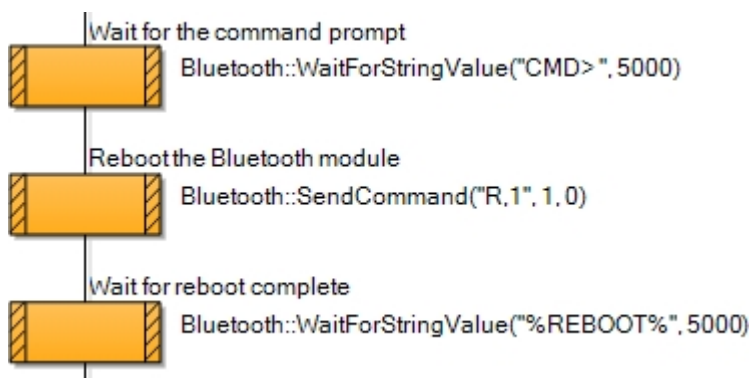 Wait for the command prompt
Bluetooth::WaitForStringValue("CMD> ", 5000)
Reboot the Bluetooth module
Bluetooth::SendCommand("R,1", 1, 0)
Wait for reboot complete
Bluetooth::WaitForStringValue("%REBOOT%", 5000)